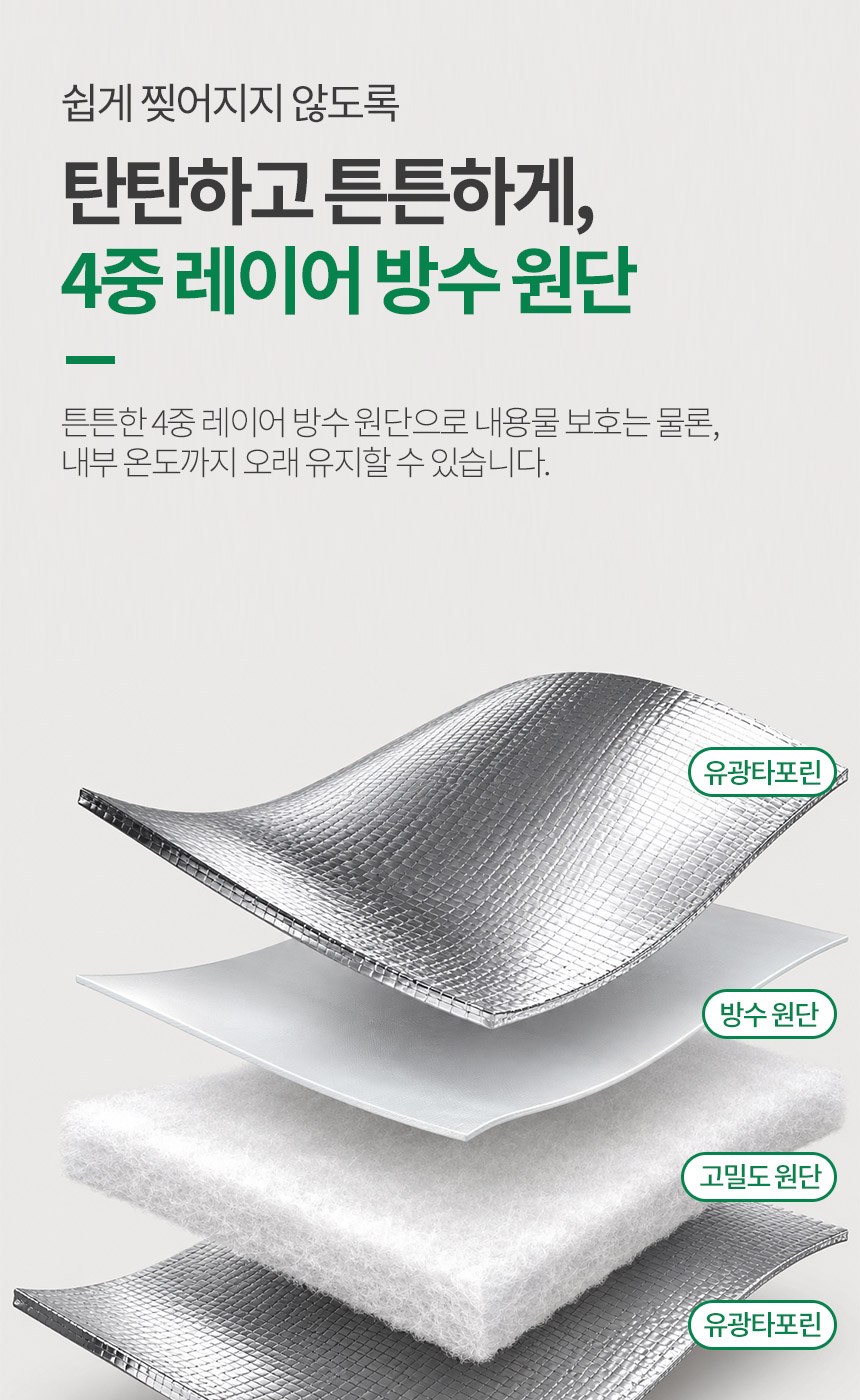 쉽게 찢어지지 않도록
탄탄하고 튼튼하게,
4중 레이어 방수 원단
튼튼한 4중 레이어 방수 원단으로 내용물 보호는 물론,
내부 온도까지 오래 유지할 수 있습니다.
유광타포린
방수 원단
고밀도 원단
유광타포린